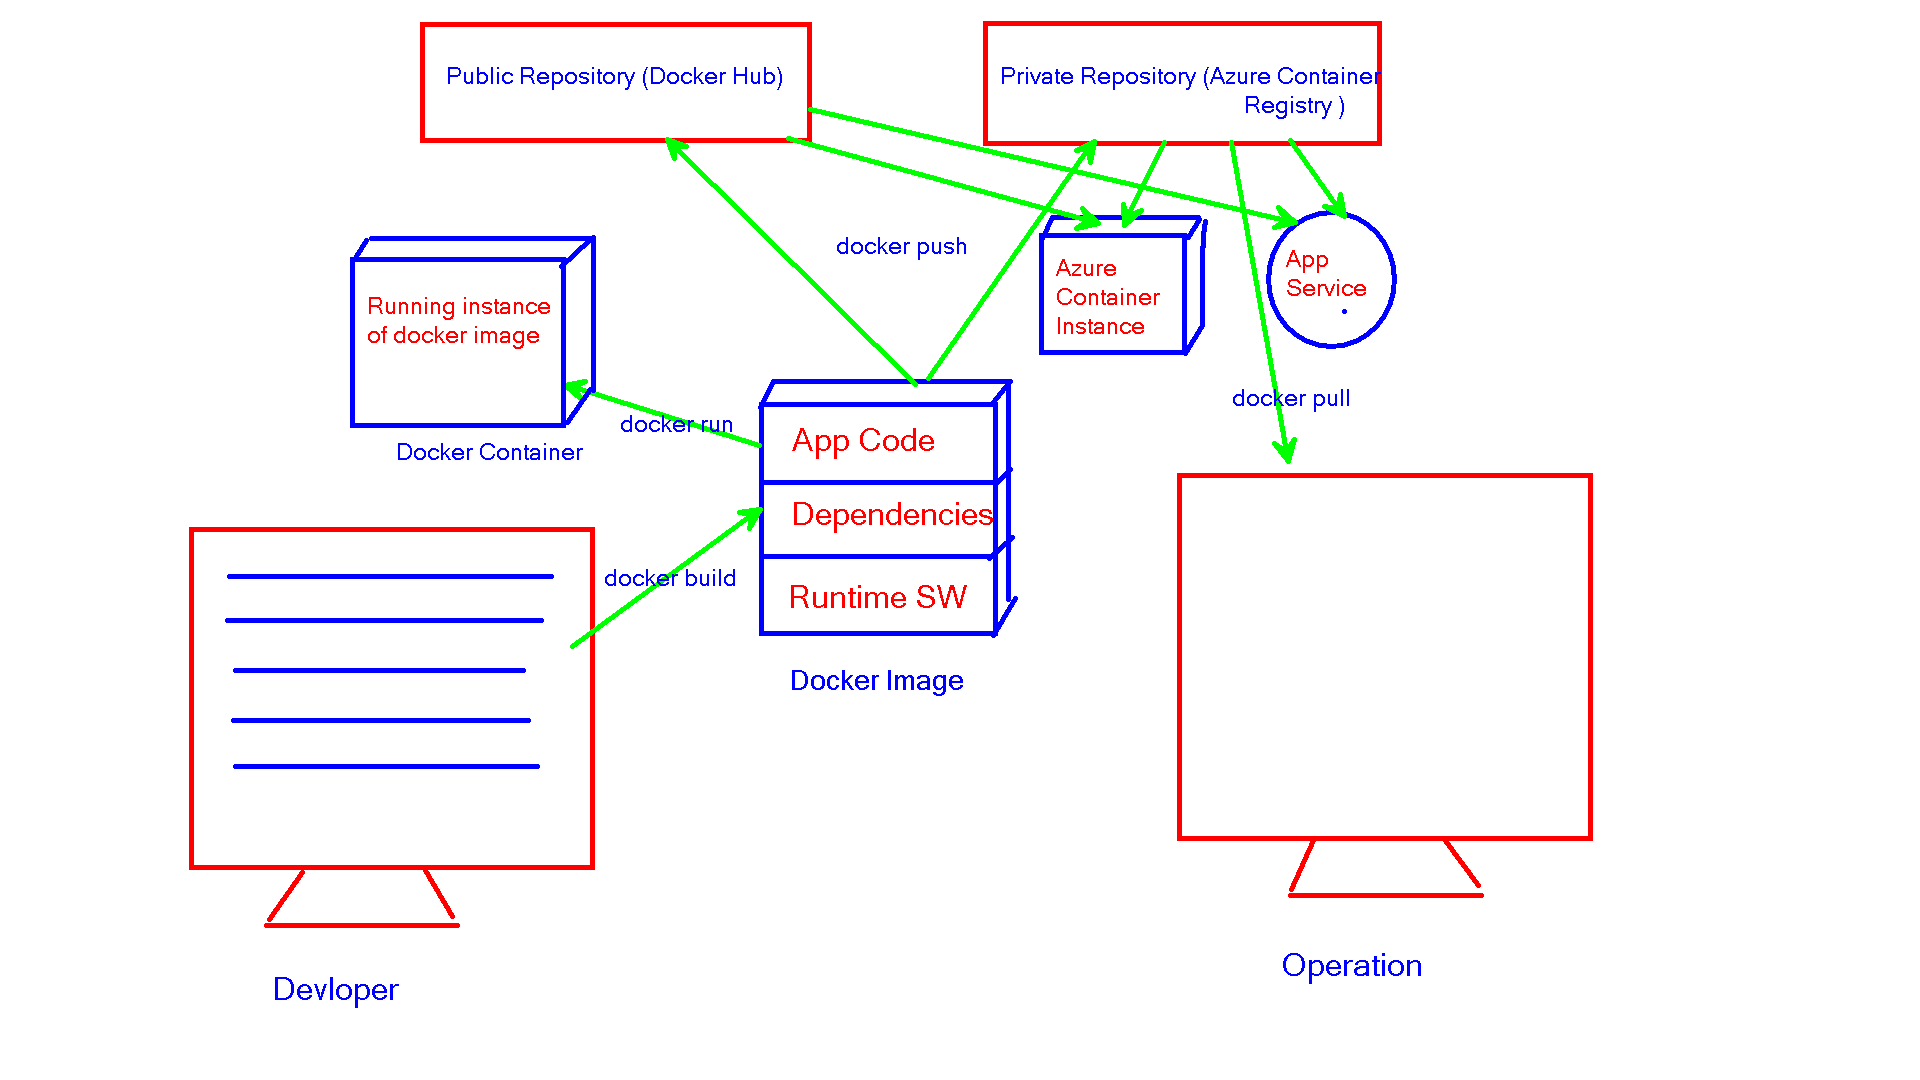 Public Repository (Docker Hub)
Private Repository (Azure Container
Registry )
docker push
Azure
Container
Instance
App
Service
Running instance
of docker image
docker run
Docker Container
docker pull
App Code
Dependencies
Runtime SW
docker build
Docker Image
Devloper
Operation